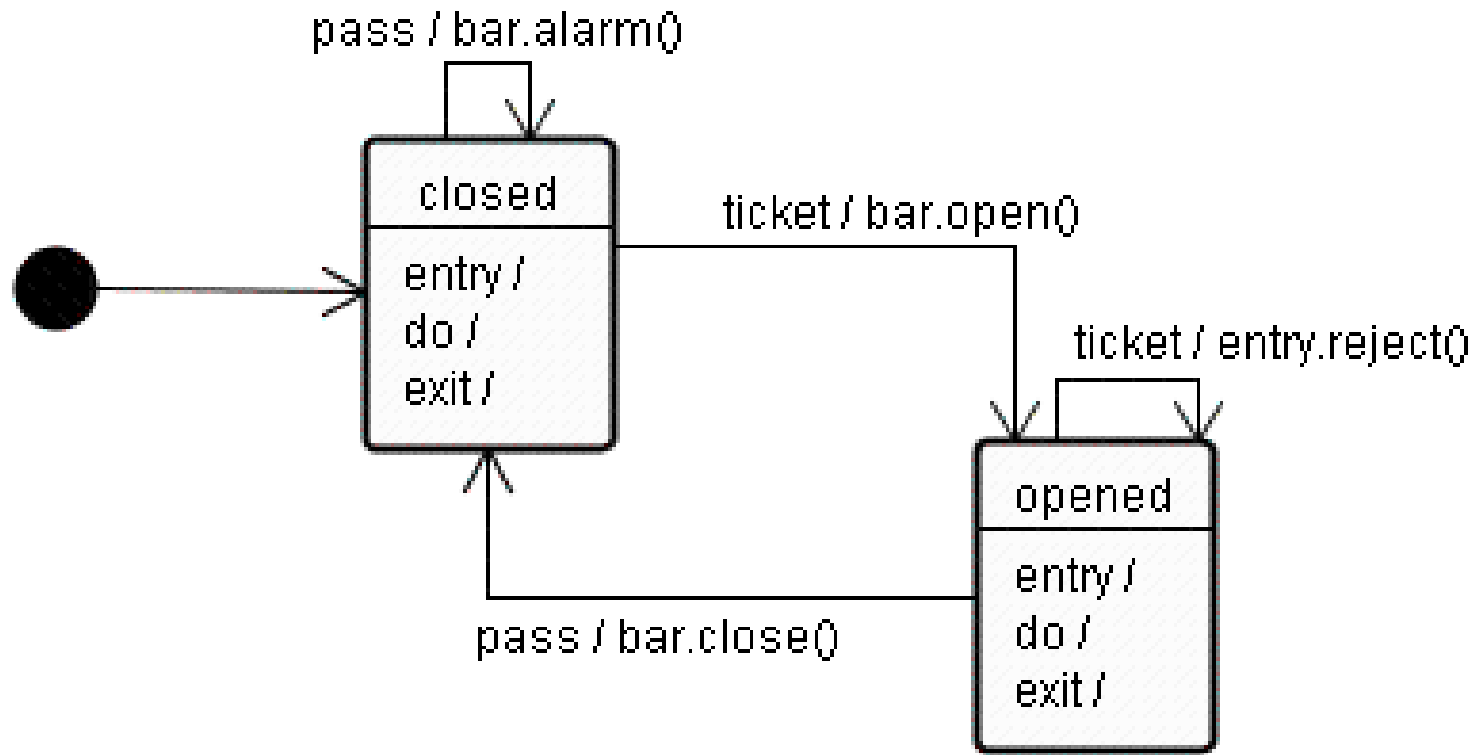 pass / bar.alarm()
closed
entry /
do /
exit /
ticket / bar.open()
ticket / entry.reject()
opened
entry /
do /
exit /
pass / bar.close()